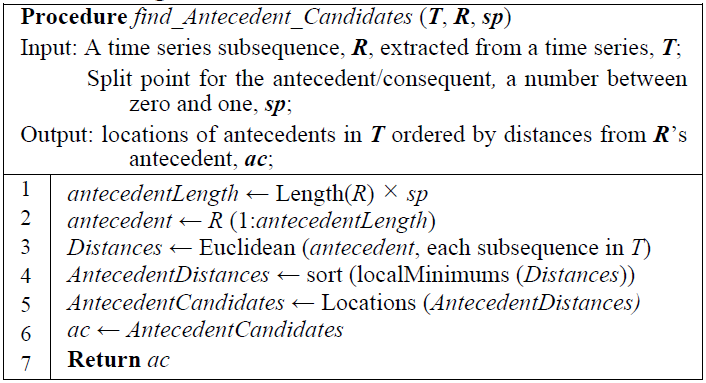 Procedure find_Antecedent_Candidates (T, R, sp)
Input: A time series subsequence, R, extracted from a time series, T;
Split point for the antecedent/consequent, a number between
zero and one, sp;
Output: locations of antecedents in T ordered by distances from R's
antecedent, ac;
1 antecedentLength ← Length(R) × sp
2 antecedent ← R (1:antecedentLength)
3 Distances ← Euclidean (antecedent, each subsequence in T)
4 AntecedentDistances ← sort (localMinimums (Distances))
5 AntecedentCandidates ← Locations (AntecedentDistances)
6 ac ← AntecedentCandidates
7 Return ac